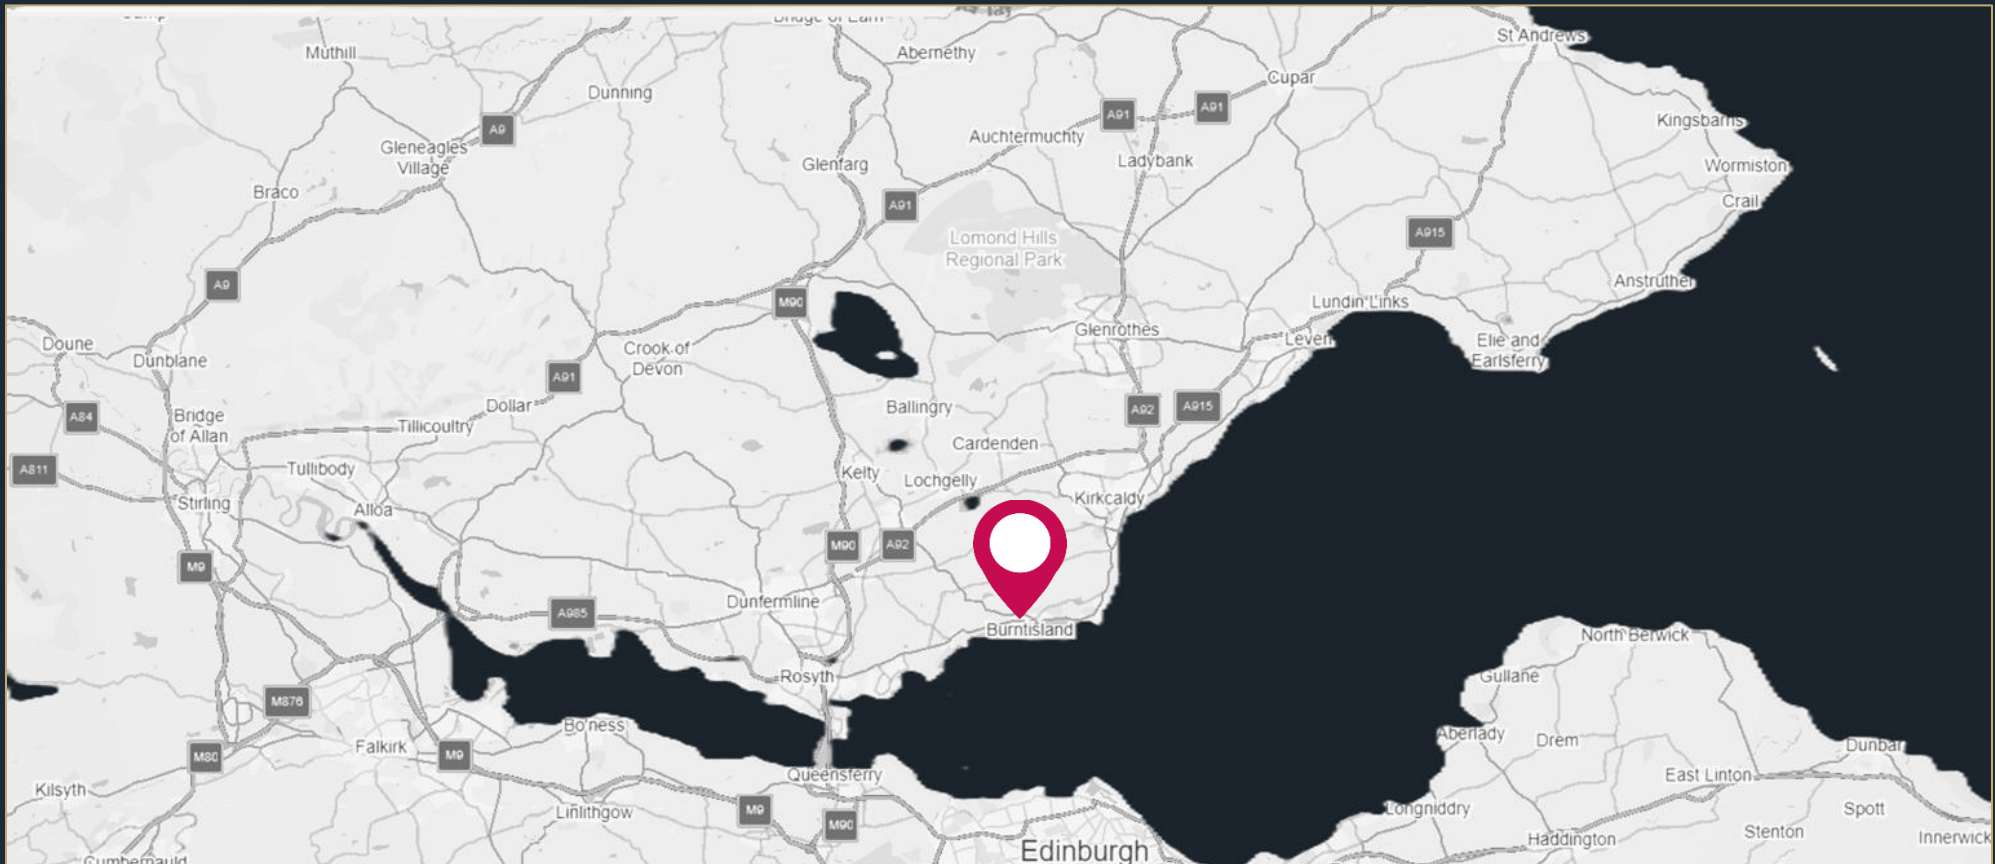 Bridge of Earn
Muthill
Abernethy
St Andrews
Dunning
Cupar
A91
A91
A9
Kingsbarns
Auchtermuchty
Gleneagles
Village
Glenfarg
Ladybank
Wormiston
Braco
Crail
A91
A915
Lomond Hills
Regional Park
Anstruther
A9
M90
Lundin Links
Glenrothes
Doune
Dunblane
Crook of
Devon
Leven
Elie and
Earlsferry
A91
Dollar
Ballingry
A92
A915
A84
Bridge
of Allan
Tillicoultry
Cardenden
A811
Tullibody
Kelty
Lochgelly
Stirling
Alloa
Kirkcaldy
M90
A92
M9
Dunfermline
A985
Burntisland
North Berwick
Rosyth
Gullane
M876
Bo'ness
Aberlady
Drem
Falkirk
M80
M9
Dunbar
Queensferry
East Linton
Kilsyth
Linlithgow
M9
M90
Longniddry
Spott
Stenton
Haddington
Innerwick
Edinburgh
Cumbernauld